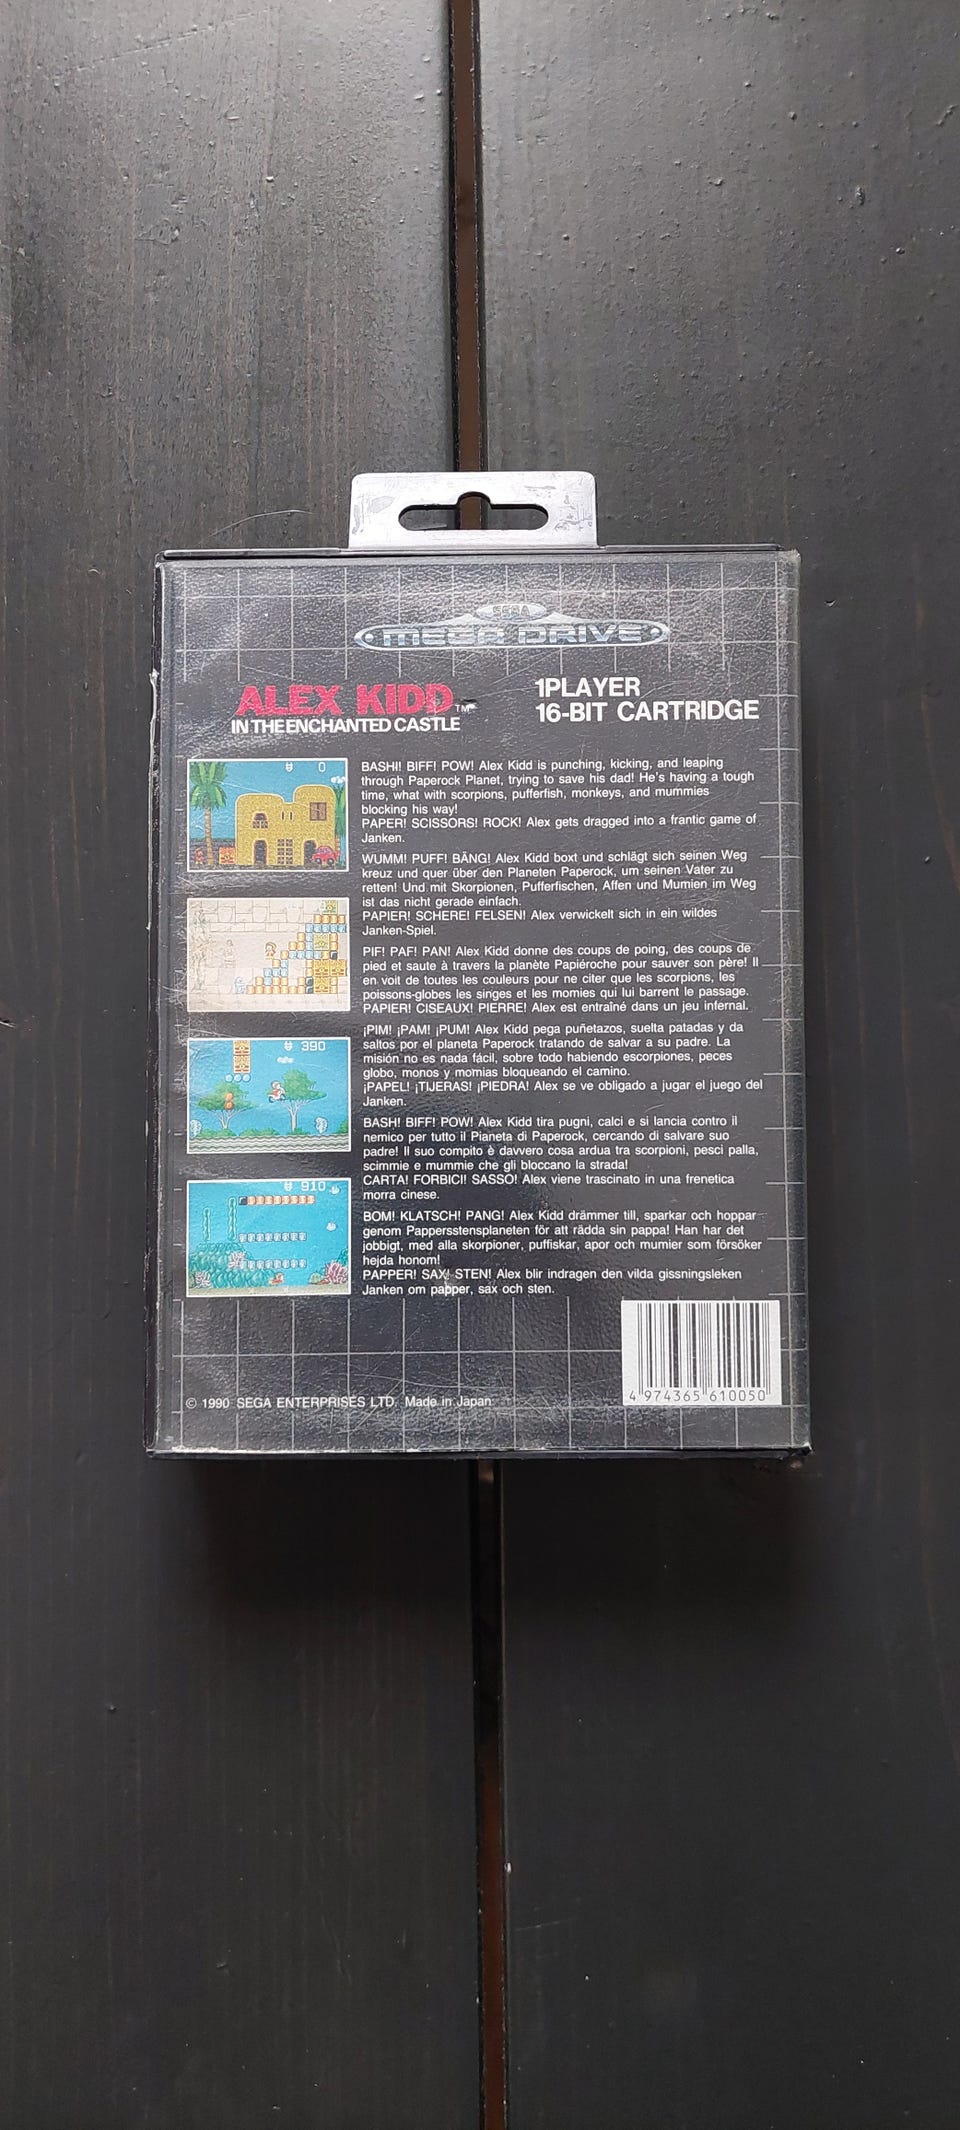 SEGA
MEGA DRIVE
ALEX KIDD TM
IN THE ENCHANTED CASTLE
1PLAYER
16-BIT CARTRIDGE
0
390
910
BASH! BIFF! POW! Alex Kidd is punching, kicking, and leaping
through Paperock Planet, trying to save his dad! He's having a tough
time, what with scorpions, pufferfish, monkeys, and mummies
blocking his way!
PAPER! SCISSORS! ROCK! Alex gets dragged into a frantic game of
Janken.
WUMM! PUFF! BÄNG! Alex Kidd boxt und schlägt sich seinen Weg
kreuz und quer über den Planeten Paperock, um seinen Vater zu
retten! Und mit Skorpionen, Pufferfischen, Affen und Mumien im Weg
ist das nicht gerade einfach.
PAPIER! SCHERE! FELSEN! Alex verwickelt sich in ein wildes
Janken-Spiel.
PIF! PAF! PAN! Alex Kidd donne des coups de poing, des coups de
pied et saute à travers la planète Papiéroche pour sauver son père! Il
en voit de toutes les couleurs pour ne citer que les scorpions, les
poissons-globes les singes et les momies qui lui barrent le passage.
PAPIER! CISEAUX! PIERRE! Alex est entraîné dans un jeu infernal.
¡PIM! ¡PAM! ¡PUM! Alex Kidd pega puñetazos, suelta patadas y da
saltos por el planeta Paperock tratando de salvar a su padre. La
misión no es nada fácil, sobre todo habiendo escorpiones, peces
globo, monos y momias bloqueando el camino.
¡PAPEL! ¡TIJERAS! ¡PIEDRA! Alex se ve obligado a jugar el juego del
Janken.
BASH! BIFF! POW! Alex Kidd tira pugni, calci e si lancia contro il
nemico per tutto il Pianeta di Paperock, cercando di salvare suo
padre! Il suo compito è davvero cosa ardua tra scorpioni, pesci palla,
scimmie e mummie che gli bloccano la strada!
CARTA! FORBICI! SASSO! Alex viene trascinato in una frenetica
morra cinese.
BOM! KLATSCH! PANG! Alex Kidd drämmer till, sparkar och hoppar
genom Pappersstensplaneten för att rädda sin pappa! Han har det
jobbigt, med alla skorpioner, puffiskar, apor och mumier som försöker
hejda honom!
PAPPER! SAX! STEN! Alex blir indragen den vilda gissningsleken
Janken om papper, sax och sten.
4 974365 610050
© 1990 SEGA ENTERPRISES LTD. Made in Japan